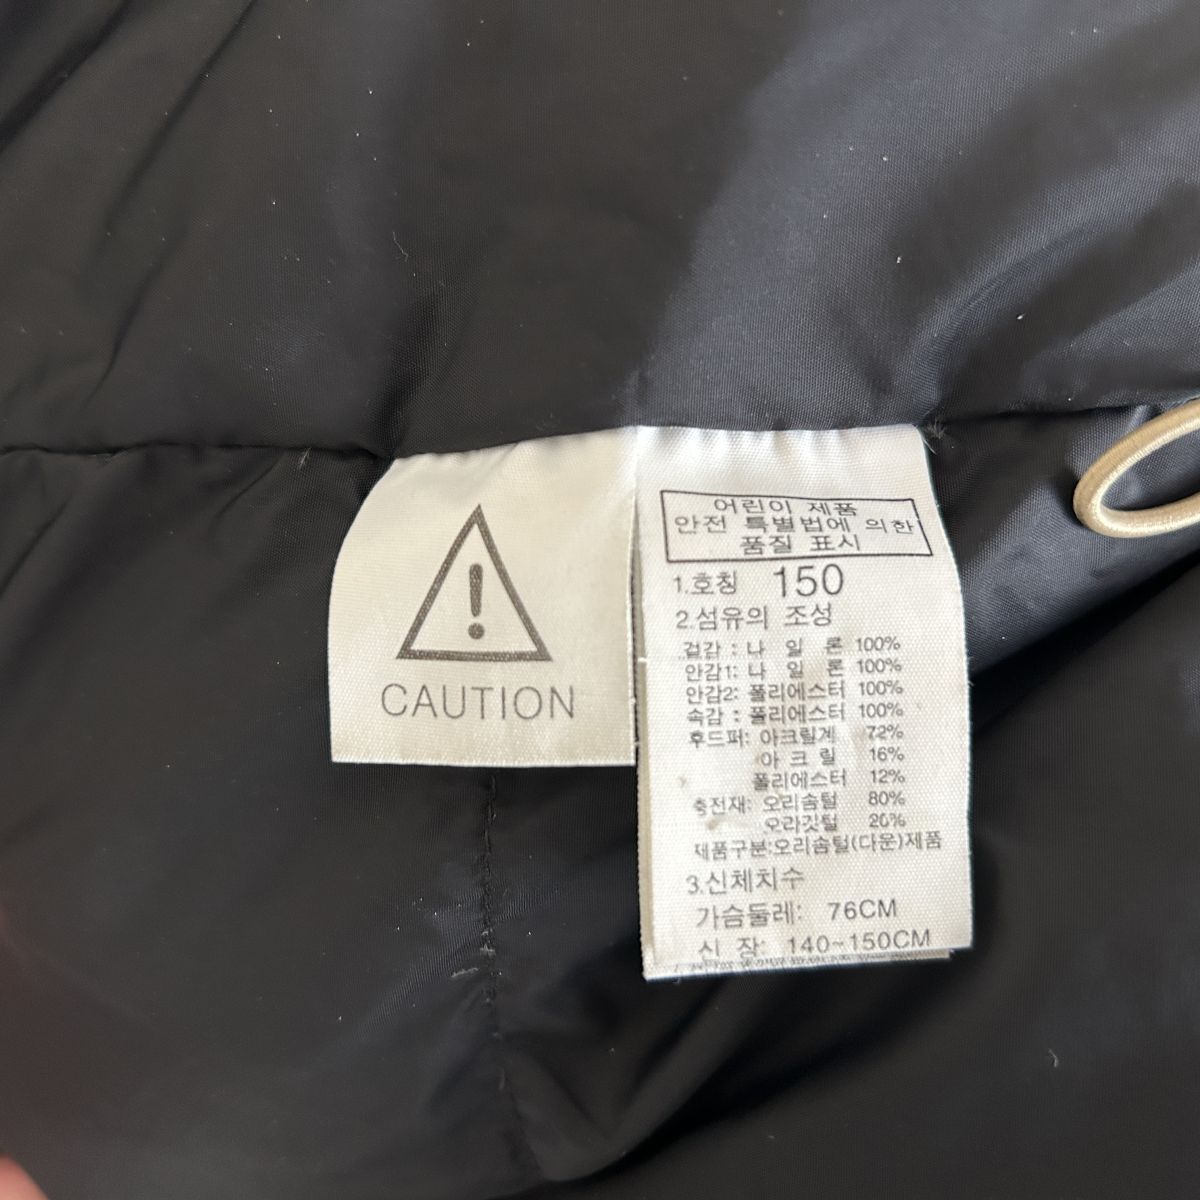 CAUTION
어린이 제품
안전 특별법에 의한
품질 표시
1.호칭 150
2.섬유의 조성
겉감 : 나 일 론 100%
안감1: 나 일 론 100%
안감2: 폴리에스터 100%
속감 : 폴리에스터 100%
후드퍼: 아크릴계 72%
아 크 릴 16%
폴리에스터 12%
충전재: 오리솜털 80%
오리깃털 20%
제품구분:오리솜털(다운)제품
3.신체치수
가슴둘레: 76CM
신 장: 140~150CM